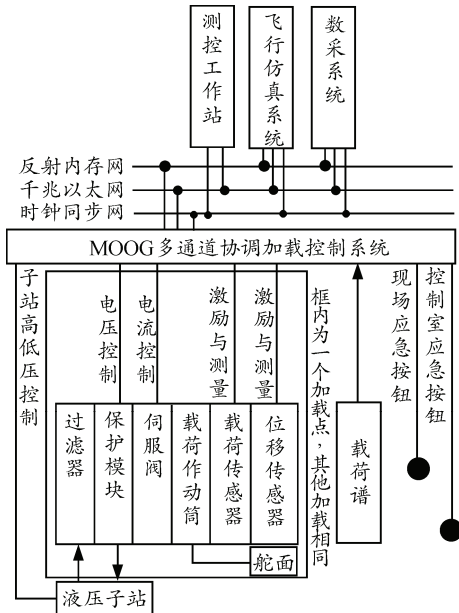 测控工作站
飞行仿真系统
数采系统
反射内存网
千兆以太网
时钟同步网
MOOG多通道协调加载控制系统
子站高低压控制
电压控制
电流控制
激励与测量
激励与测量
框内为一个加载点，其他加载相同
现场应急按钮
控制室应急按钮
过滤器
保护模块
伺服阀
载荷作动筒
载荷传感器
位移传感器
载荷谱
舵面
液压子站